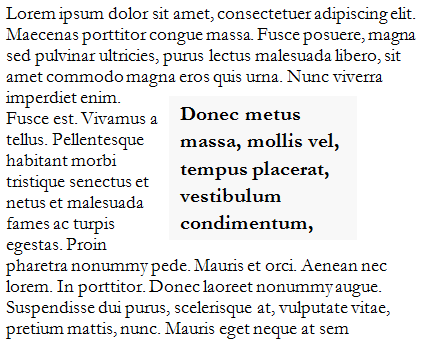 Lorem ipsum dolor sit amet, consectetuer adipiscing elit.
Maecenas porttitor congue massa. Fusce posuere, magna
sed pulvinar ultricies, purus lectus malesuada libero, sit
amet commodo magna eros quis urna. Nunc viverra
imperdiet enim.
Fusce est. Vivamus a
tellus. Pellentesque
habitant morbi
tristique senectus et
netus et malesuada
fames ac turpis
egestas. Proin
Donec metus
massa, mollis vel,
tempus placerat,
vestibulum
condimentum,
pharetra nonummy pede. Mauris et orci. Aenean nec
lorem. In porttitor. Donec laoreet nonummy augue.
Suspendisse dui purus, scelerisque at, vulputate vitae,
pretium mattis, nunc. Mauris eget neque at sem